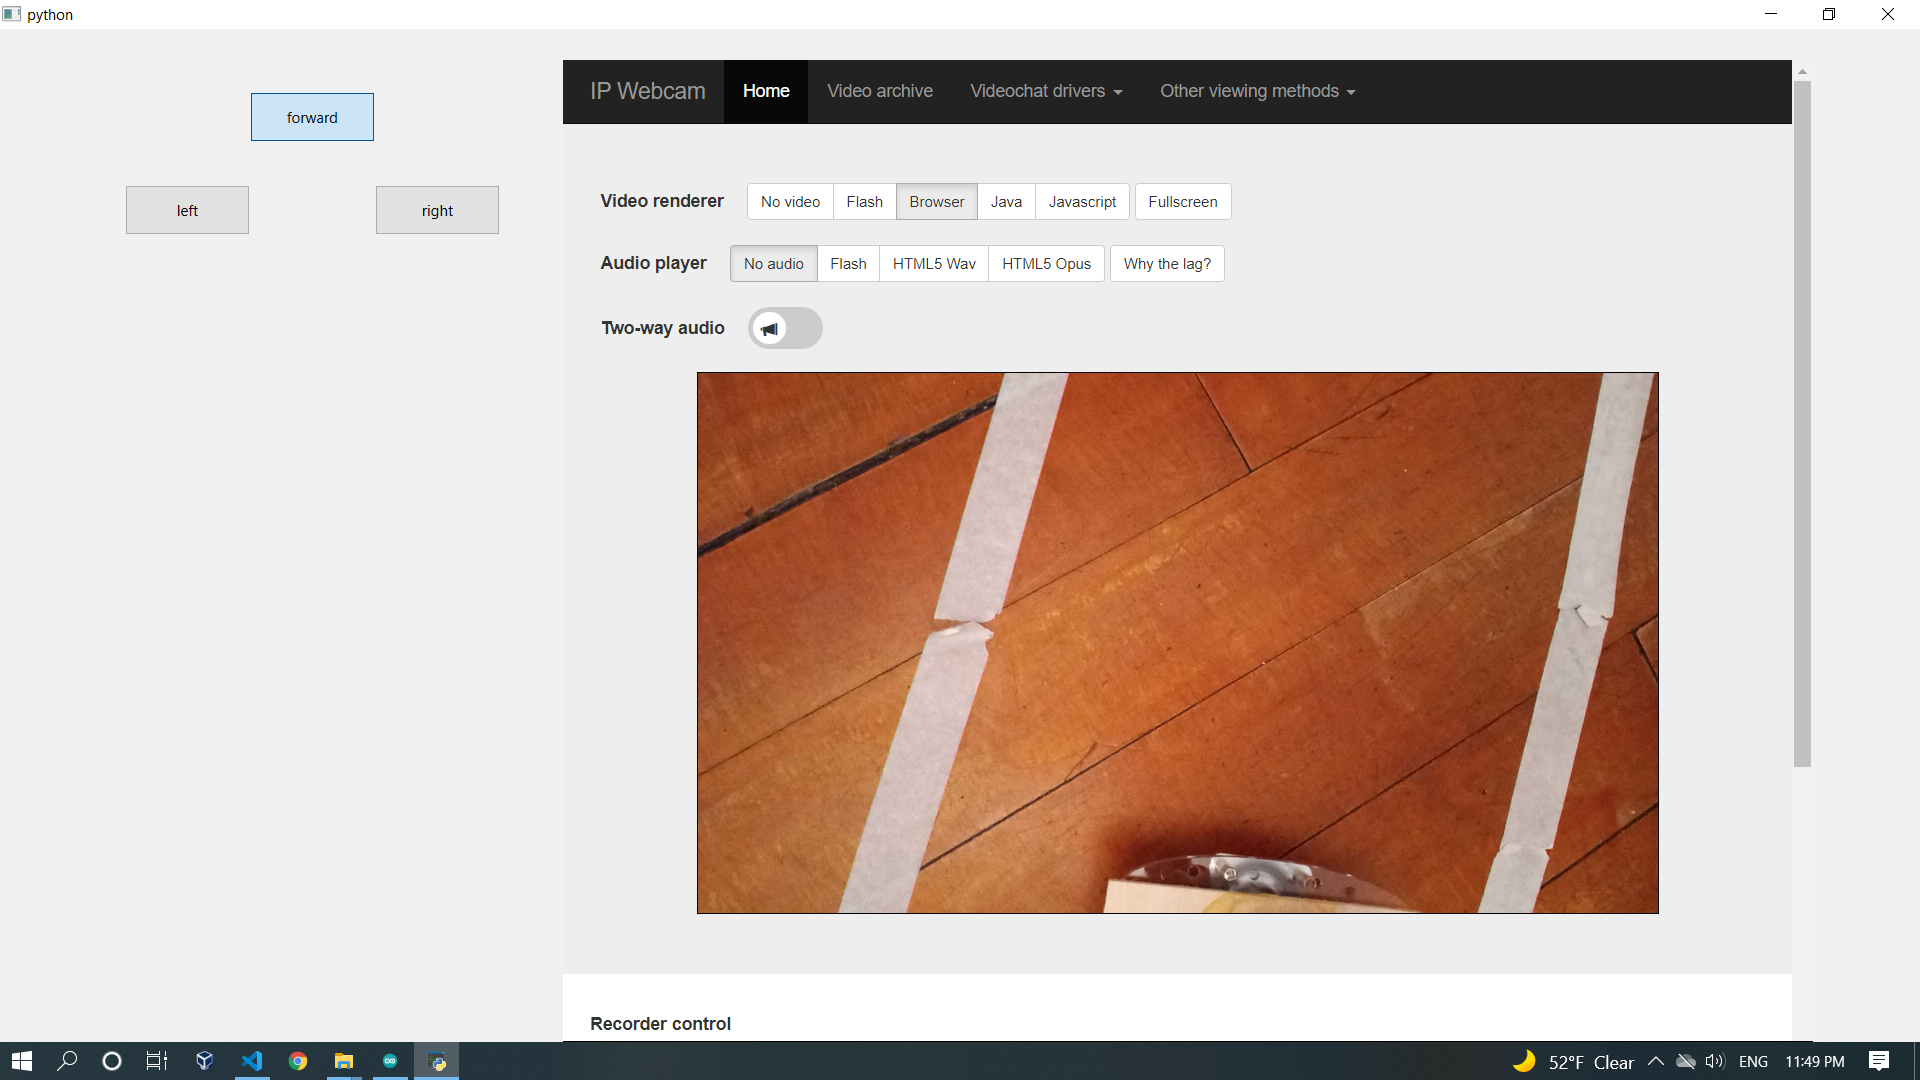 python
forward
left right
IP Webcam Home Video archive Videochat drivers Other viewing methods
Video renderer No video Flash Browser Java Javascript Fullscreen
Audio player No audio Flash HTML5 Wav HTML5 Opus Why the lag?
Two-way audio
Recorder control
52°F Clear ENG 11:49 PM